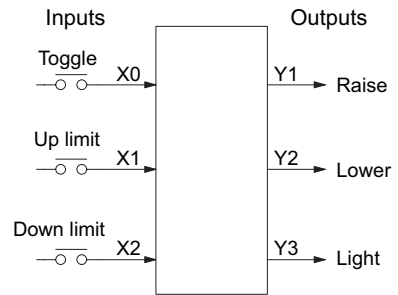 Inputs
Outputs
Toggle
X0
Y1
Raise
Up limit
X1
Y2
Lower
Down limit
X2
Y3
Light